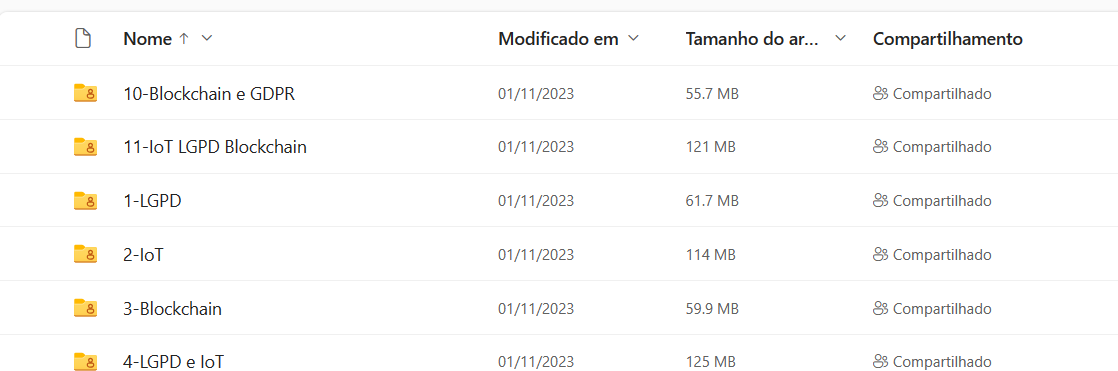 Nome Modificado em Tamanho do ar... Compartilhamento
10-Blockchain e GDPR 01/11/2023 55.7 MB Compartilhado
11-IoT LGPD Blockchain 01/11/2023 121 MB Compartilhado
1-LGPD 01/11/2023 61.7 MB Compartilhado
2-IoT 01/11/2023 114 MB Compartilhado
3-Blockchain 01/11/2023 59.9 MB Compartilhado
4-LGPD e IoT 01/11/2023 125 MB Compartilhado